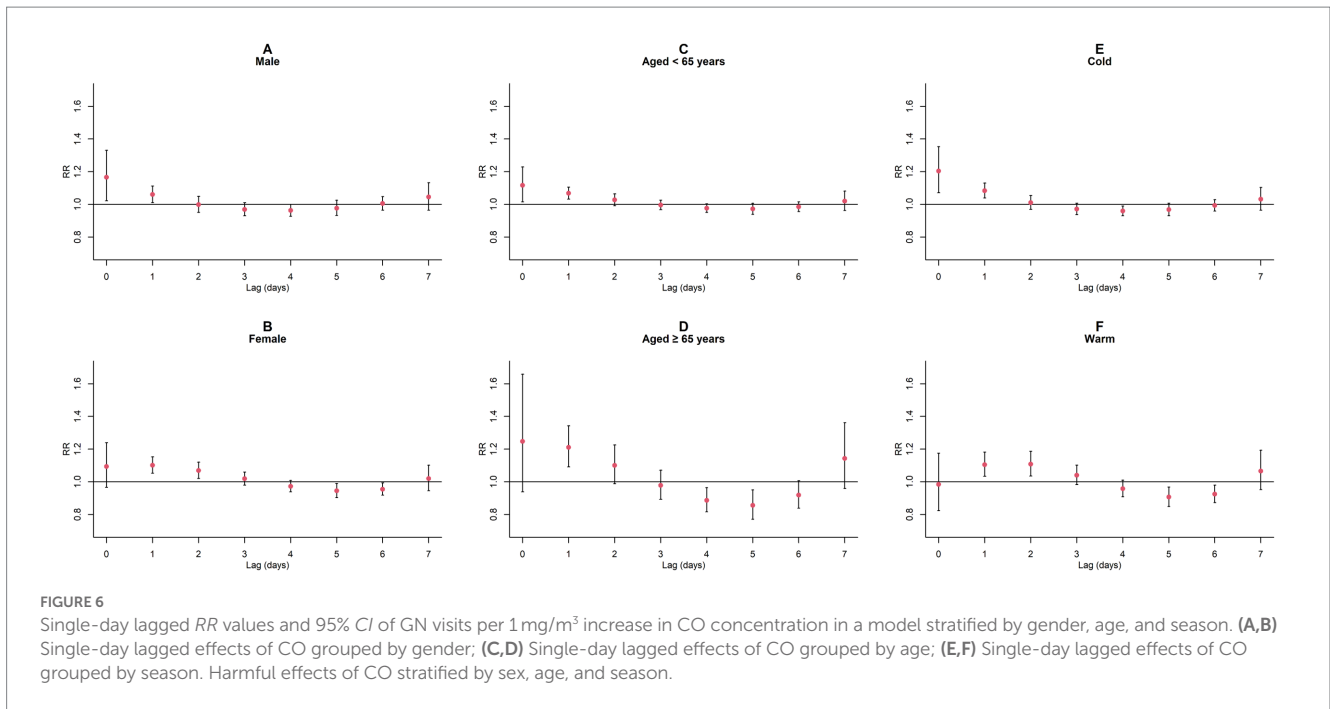 A
Male
RR
0.8 1.0 1.2 1.4 1.6
0 1 2 3 4 5 6 7
Lag (days)
C
Aged < 65 years
RR
0.8 1.0 1.2 1.4 1.6
0 1 2 3 4 5 6 7
Lag (days)
E
Cold
RR
0.8 1.0 1.2 1.4 1.6
0 1 2 3 4 5 6 7
Lag (days)
B
Female
RR
0.8 1.0 1.2 1.4 1.6
0 1 2 3 4 5 6 7
Lag (days)
D
Aged ≥ 65 years
RR
0.8 1.0 1.2 1.4 1.6
0 1 2 3 4 5 6 7
Lag (days)
F
Warm
RR
0.8 1.0 1.2 1.4 1.6
0 1 2 3 4 5 6 7
Lag (days)
FIGURE 6
Single-day lagged RR values and 95% CI of GN visits per 1 mg/m³ increase in CO concentration in a model stratified by gender, age, and season. (A,B)
Single-day lagged effects of CO grouped by gender; (C,D) Single-day lagged effects of CO grouped by age; (E,F) Single-day lagged effects of CO
grouped by season. Harmful effects of CO stratified by sex, age, and season.